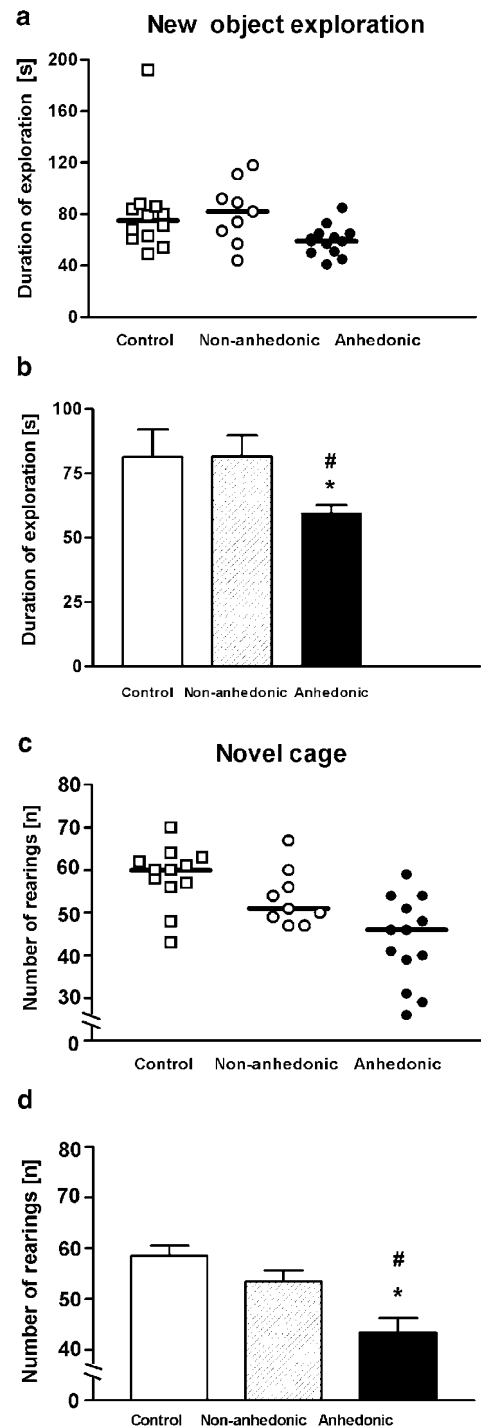 a
New object exploration
Duration of exploration [s]
200
160
120
80
40
0
Control Non-anhedonic Anhedonic
b
Duration of exploration [s]
100
75
50
25
0
#
*
Control Non-anhedonic Anhedonic
c
Novel cage
Number of rearings [n]
80
70
60
50
40
30
0
Control Non-anhedonic Anhedonic
d
Number of rearings [n]
80
70
60
50
40
0
#
*
Control Non-anhedonic Anhedonic